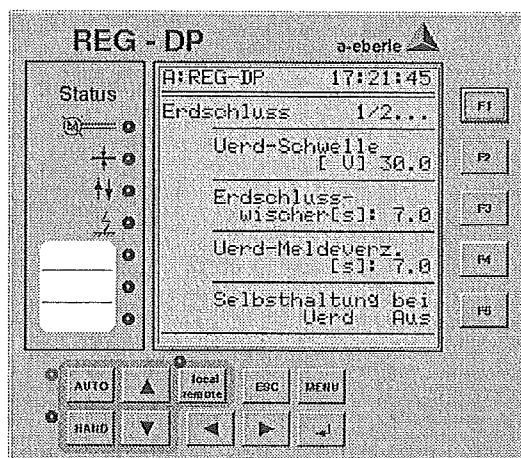 REG - DP
a-eberle
Status
M
A:REG-DP 17:21:45
Erdschluss 1/2...
Uerd-Schwelle
[ V] 30.0
Erdschluss-
wischer[s]: 7.0
Uerd-Meldeverz.
[s]: 7.0
Selbsthaltung bei
Uerd Aus
F1
F2
F3
F4
F5
AUTO
local
remote
ESC
MENU
HAND